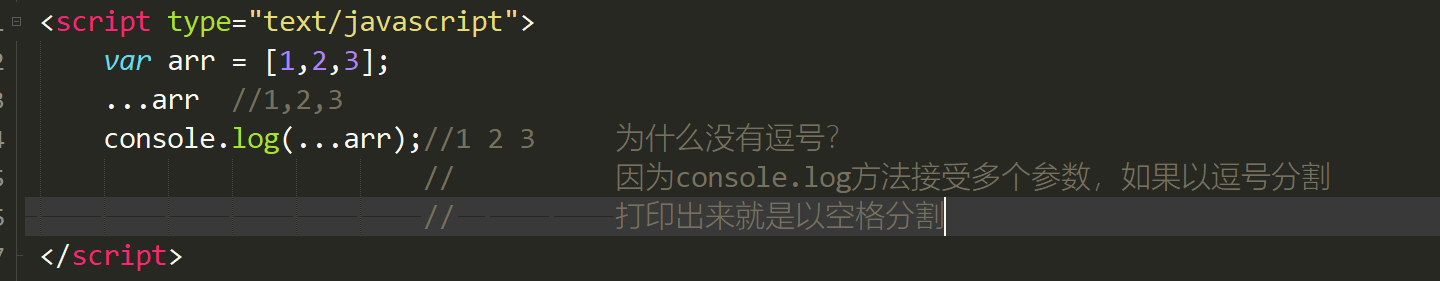 <script type="text/javascript">
var arr = [1,2,3];
...arr //1,2,3
console.log(...arr);//1 2 3 为什么没有逗号?
// 因为console.log方法接受多个参数，如果以逗号分割
// 打印出来就是以空格分割
</script>